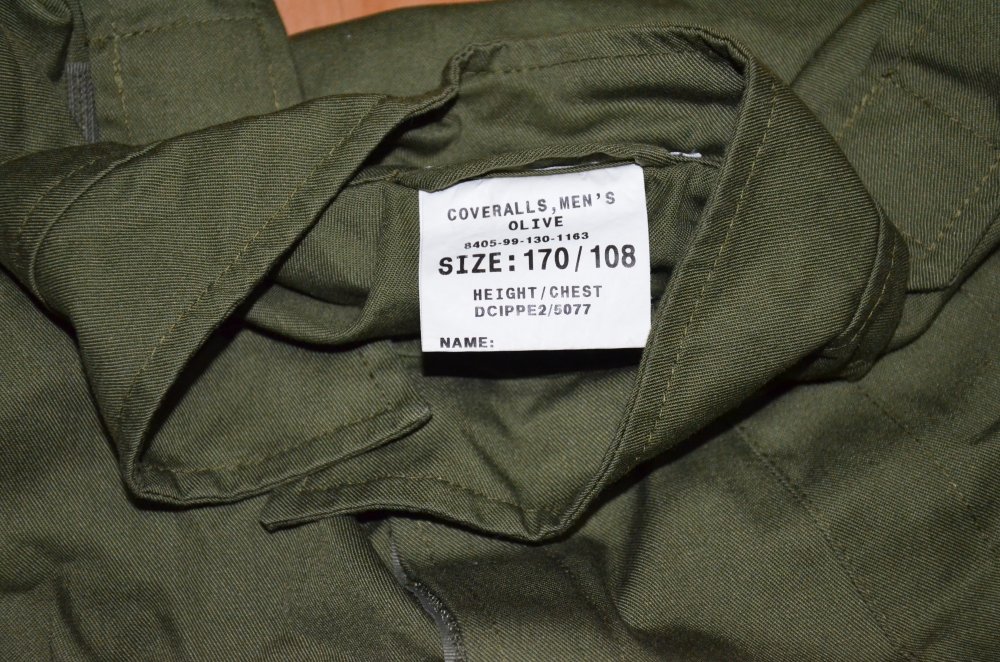 COVERALLS,MEN'S
OLIVE
8405-99-130-1163
SIZE:170/108
HEIGHT/CHEST
DCIPPE2/5077
NAME: